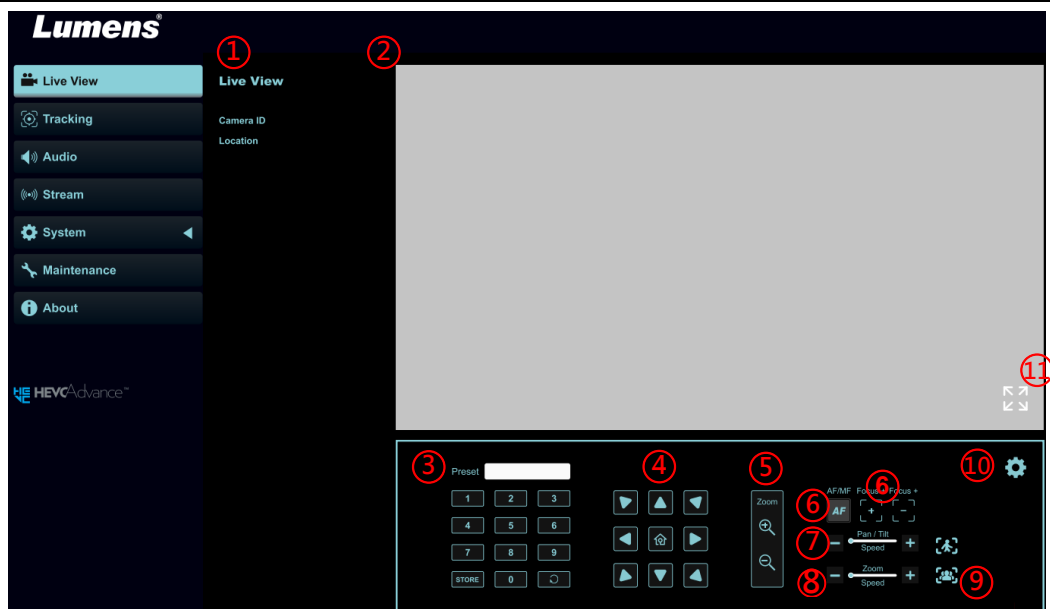 Lumens®
① ②
Live View
Tracking
Audio
Stream
System
Maintenance
About
HEVCAdvance™
Live View
Camera ID
Location
⑪
③ Preset
1 2 3
4 5 6
7 8 9
STORE 0
④
⑤
Zoom
⑥ ⑩
AF/MF Focus + Focus +
⑥ AF + -
⑦ - Pan / Tilt +
Speed
⑧ - Zoom +
Speed
⑨